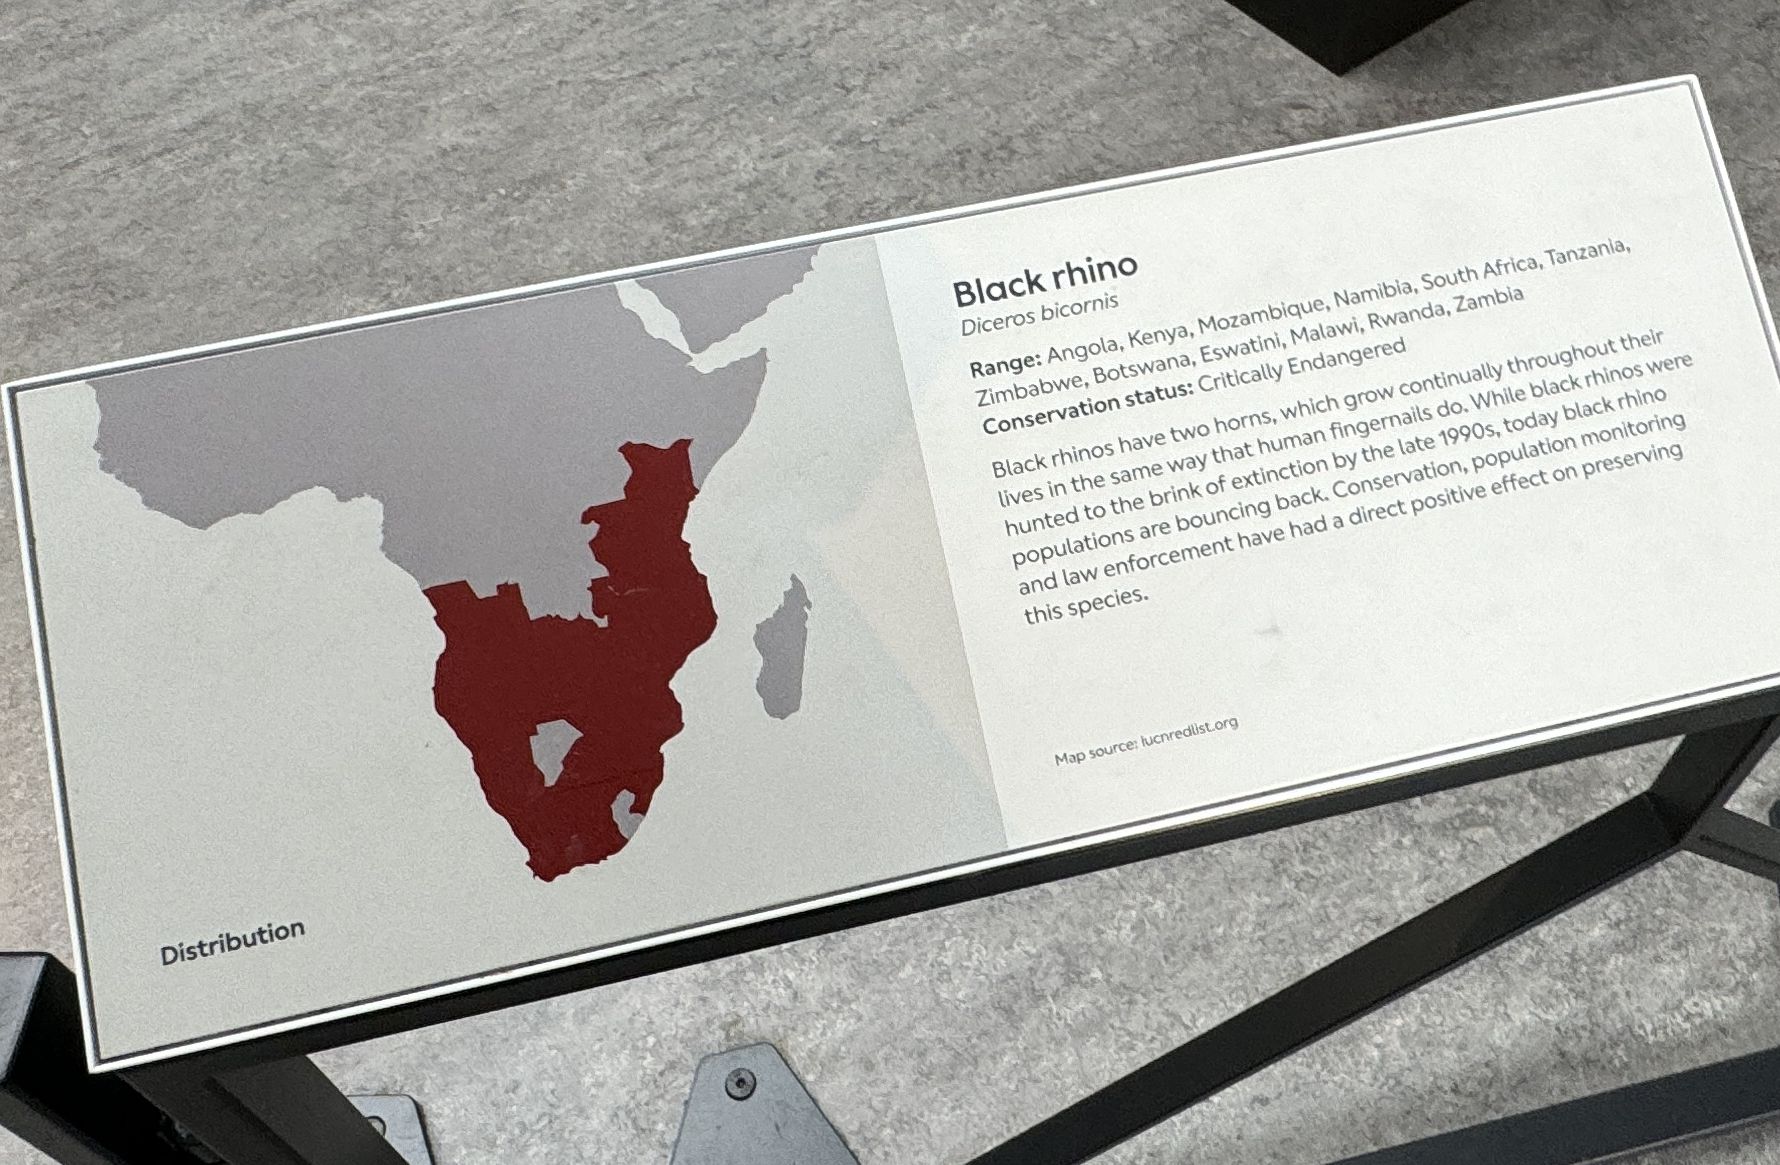 Black rhino
Diceros bicornis
Range: Angola, Kenya, Mozambique, Namibia, South Africa, Tanzania,
Zimbabwe, Botswana, Eswatini, Malawi, Rwanda, Zambia
Conservation status: Critically Endangered
Black rhinos have two horns, which grow continually throughout their
lives in the same way that human fingernails do. While black rhinos were
hunted to the brink of extinction by the late 1990s, today black rhino
populations are bouncing back. Conservation, population monitoring
and law enforcement have had a direct positive effect on preserving
this species.
Map source: iucnredlist.org
Distribution